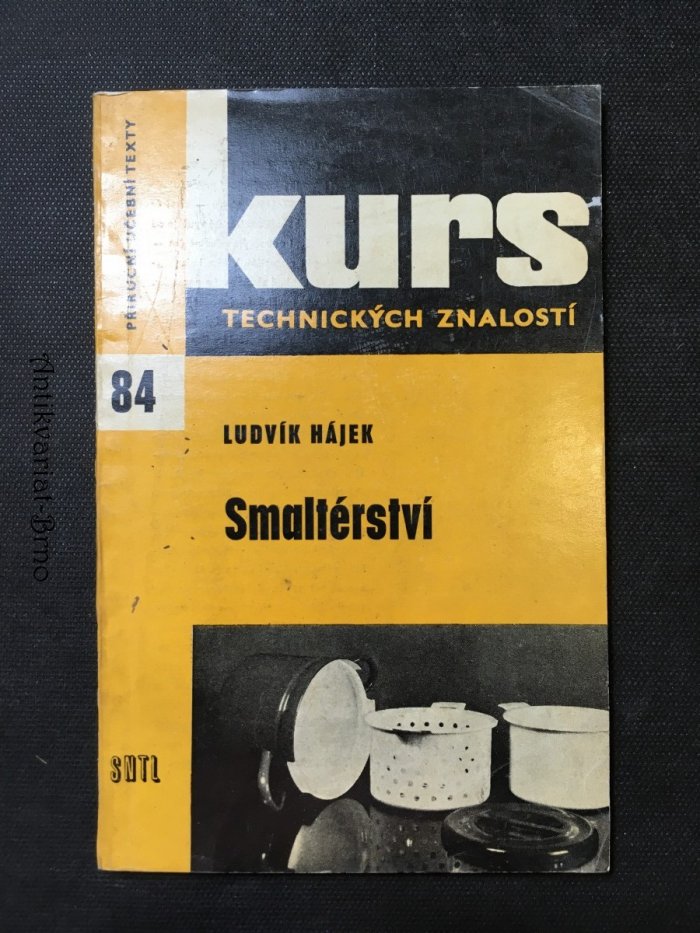 PŘÍRUČNÍ UČEBNÍ TEXTY
kurs
TECHNICKÝCH ZNALOSTÍ
84
LUDVÍK HÁJEK
Smaltérství
SNTL
Antikvariat-Brno